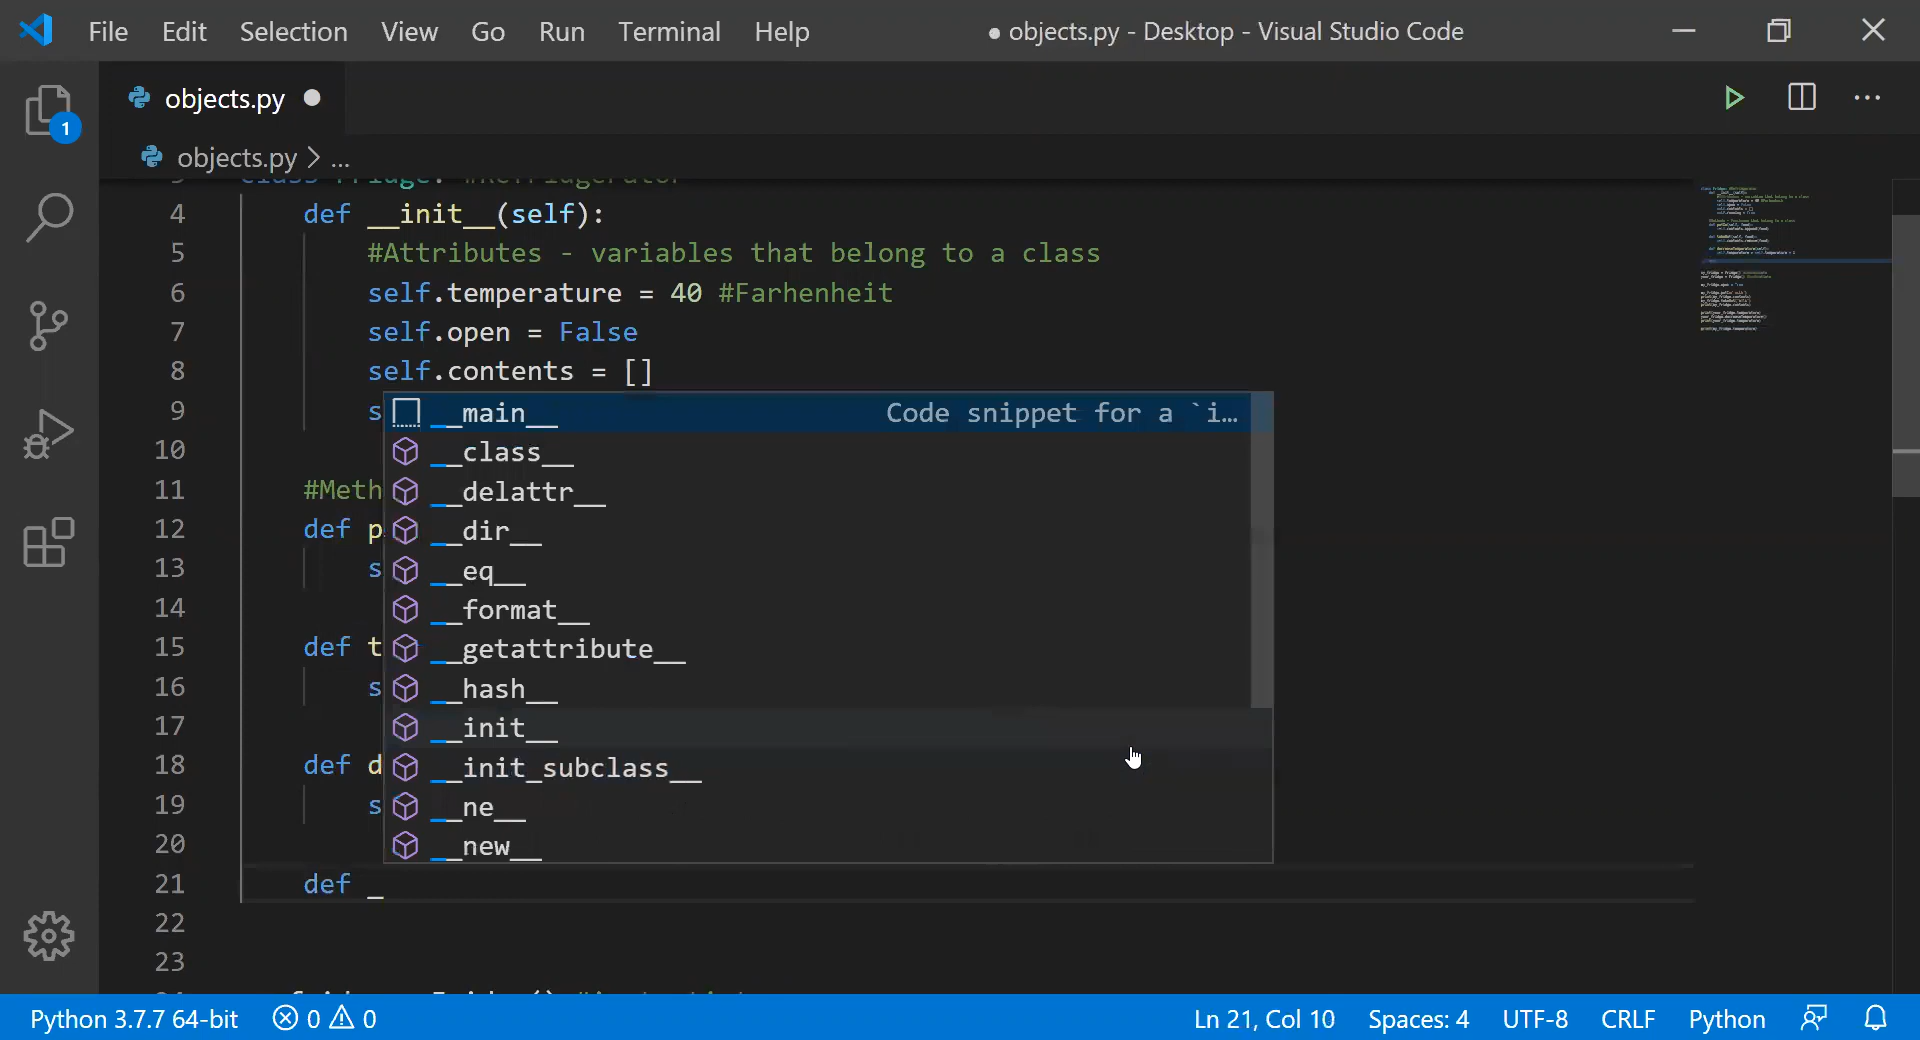 File Edit Selection View Go Run Terminal Help ● objects.py - Desktop - Visual Studio Code
objects.py ●
1
objects.py > ...
4 def __init__(self):
5 #Attributes - variables that belong to a class
6 self.temperature = 40 #Farhenheit
7 self.open = False
8 self.contents = []
9 s
__main__ Code snippet for a `i…
10 __class__
11 #Meth __delattr__
12 def p __dir__
13 s __eq__
14 __format__
15 def t __getattribute__
16 s __hash__
17 __init__
18 def d __init_subclass__
19 s __ne__
20 __new__
21 def _
22
23
Python 3.7.7 64-bit 0 0 Ln 21, Col 10 Spaces: 4 UTF-8 CRLF Python